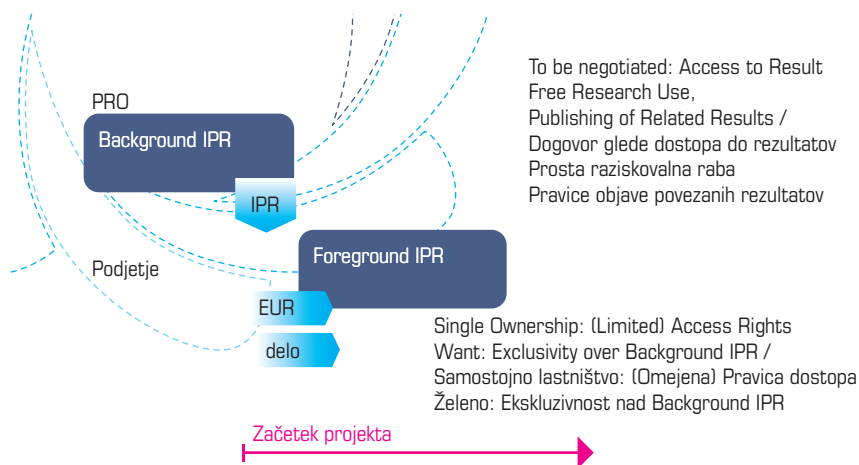 To be negotiated: Access to Result
Free Research Use,
Publishing of Related Results /
Dogovor glede dostopa do rezultatov
Prosta raziskovalna raba
Pravice objave povezanih rezultatov
PRO
Background IPR
IPR
Foreground IPR
Podjetje
EUR
delo
Single Ownership: (Limited) Access Rights
Want: Exclusivity over Background IPR /
Samostojno lastništvo: (Omejena) Pravica dostopa
Želeno: Ekskluzivnost nad Background IPR
Začetek projekta